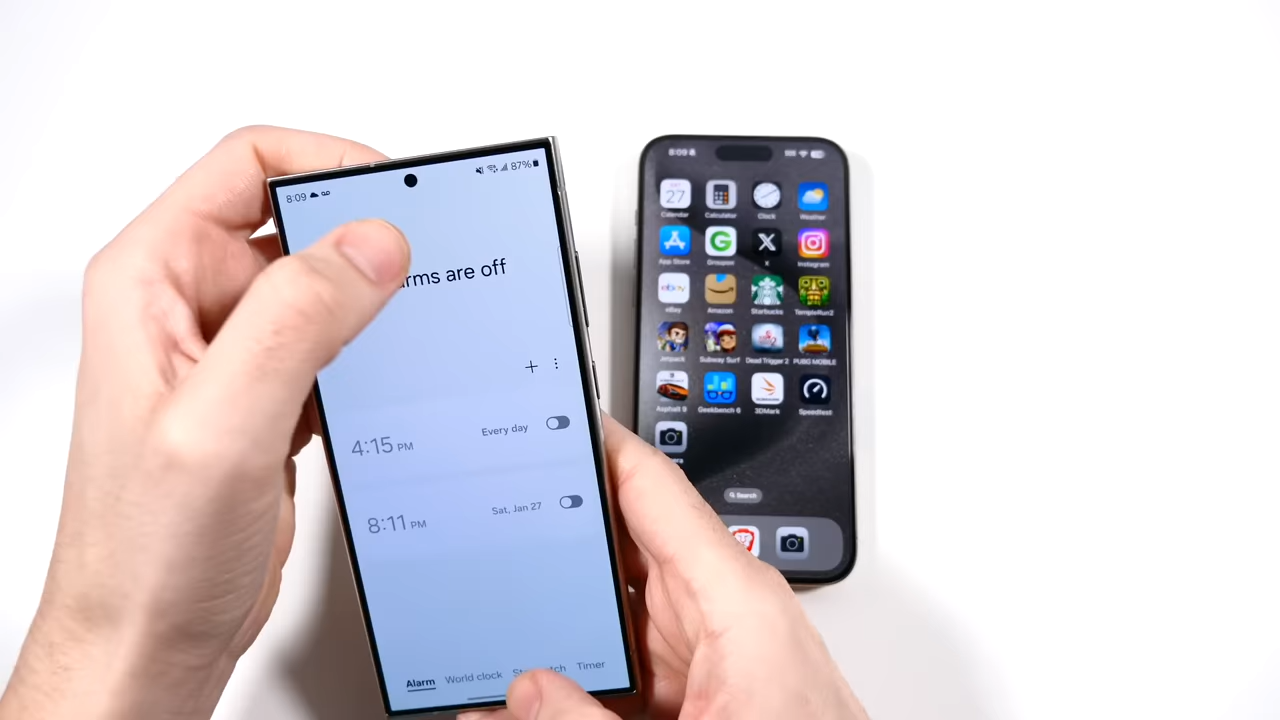 8:09
87%
arms are off
4:15 PM
Every day
8:11 PM
Sat, Jan 27
Alarm
World clock
Timer
8:09
27
Calendar
Calculator
Clock
Weather
App Store
Groupon
X
Instagram
eBay
Amazon
Starbucks
TempleRun2
Jetpack
Subway Surf
Dead Trigger 2
PUBG MOBILE
Asphalt 9
Geekbench 6
3DMark
Speedtest
Search